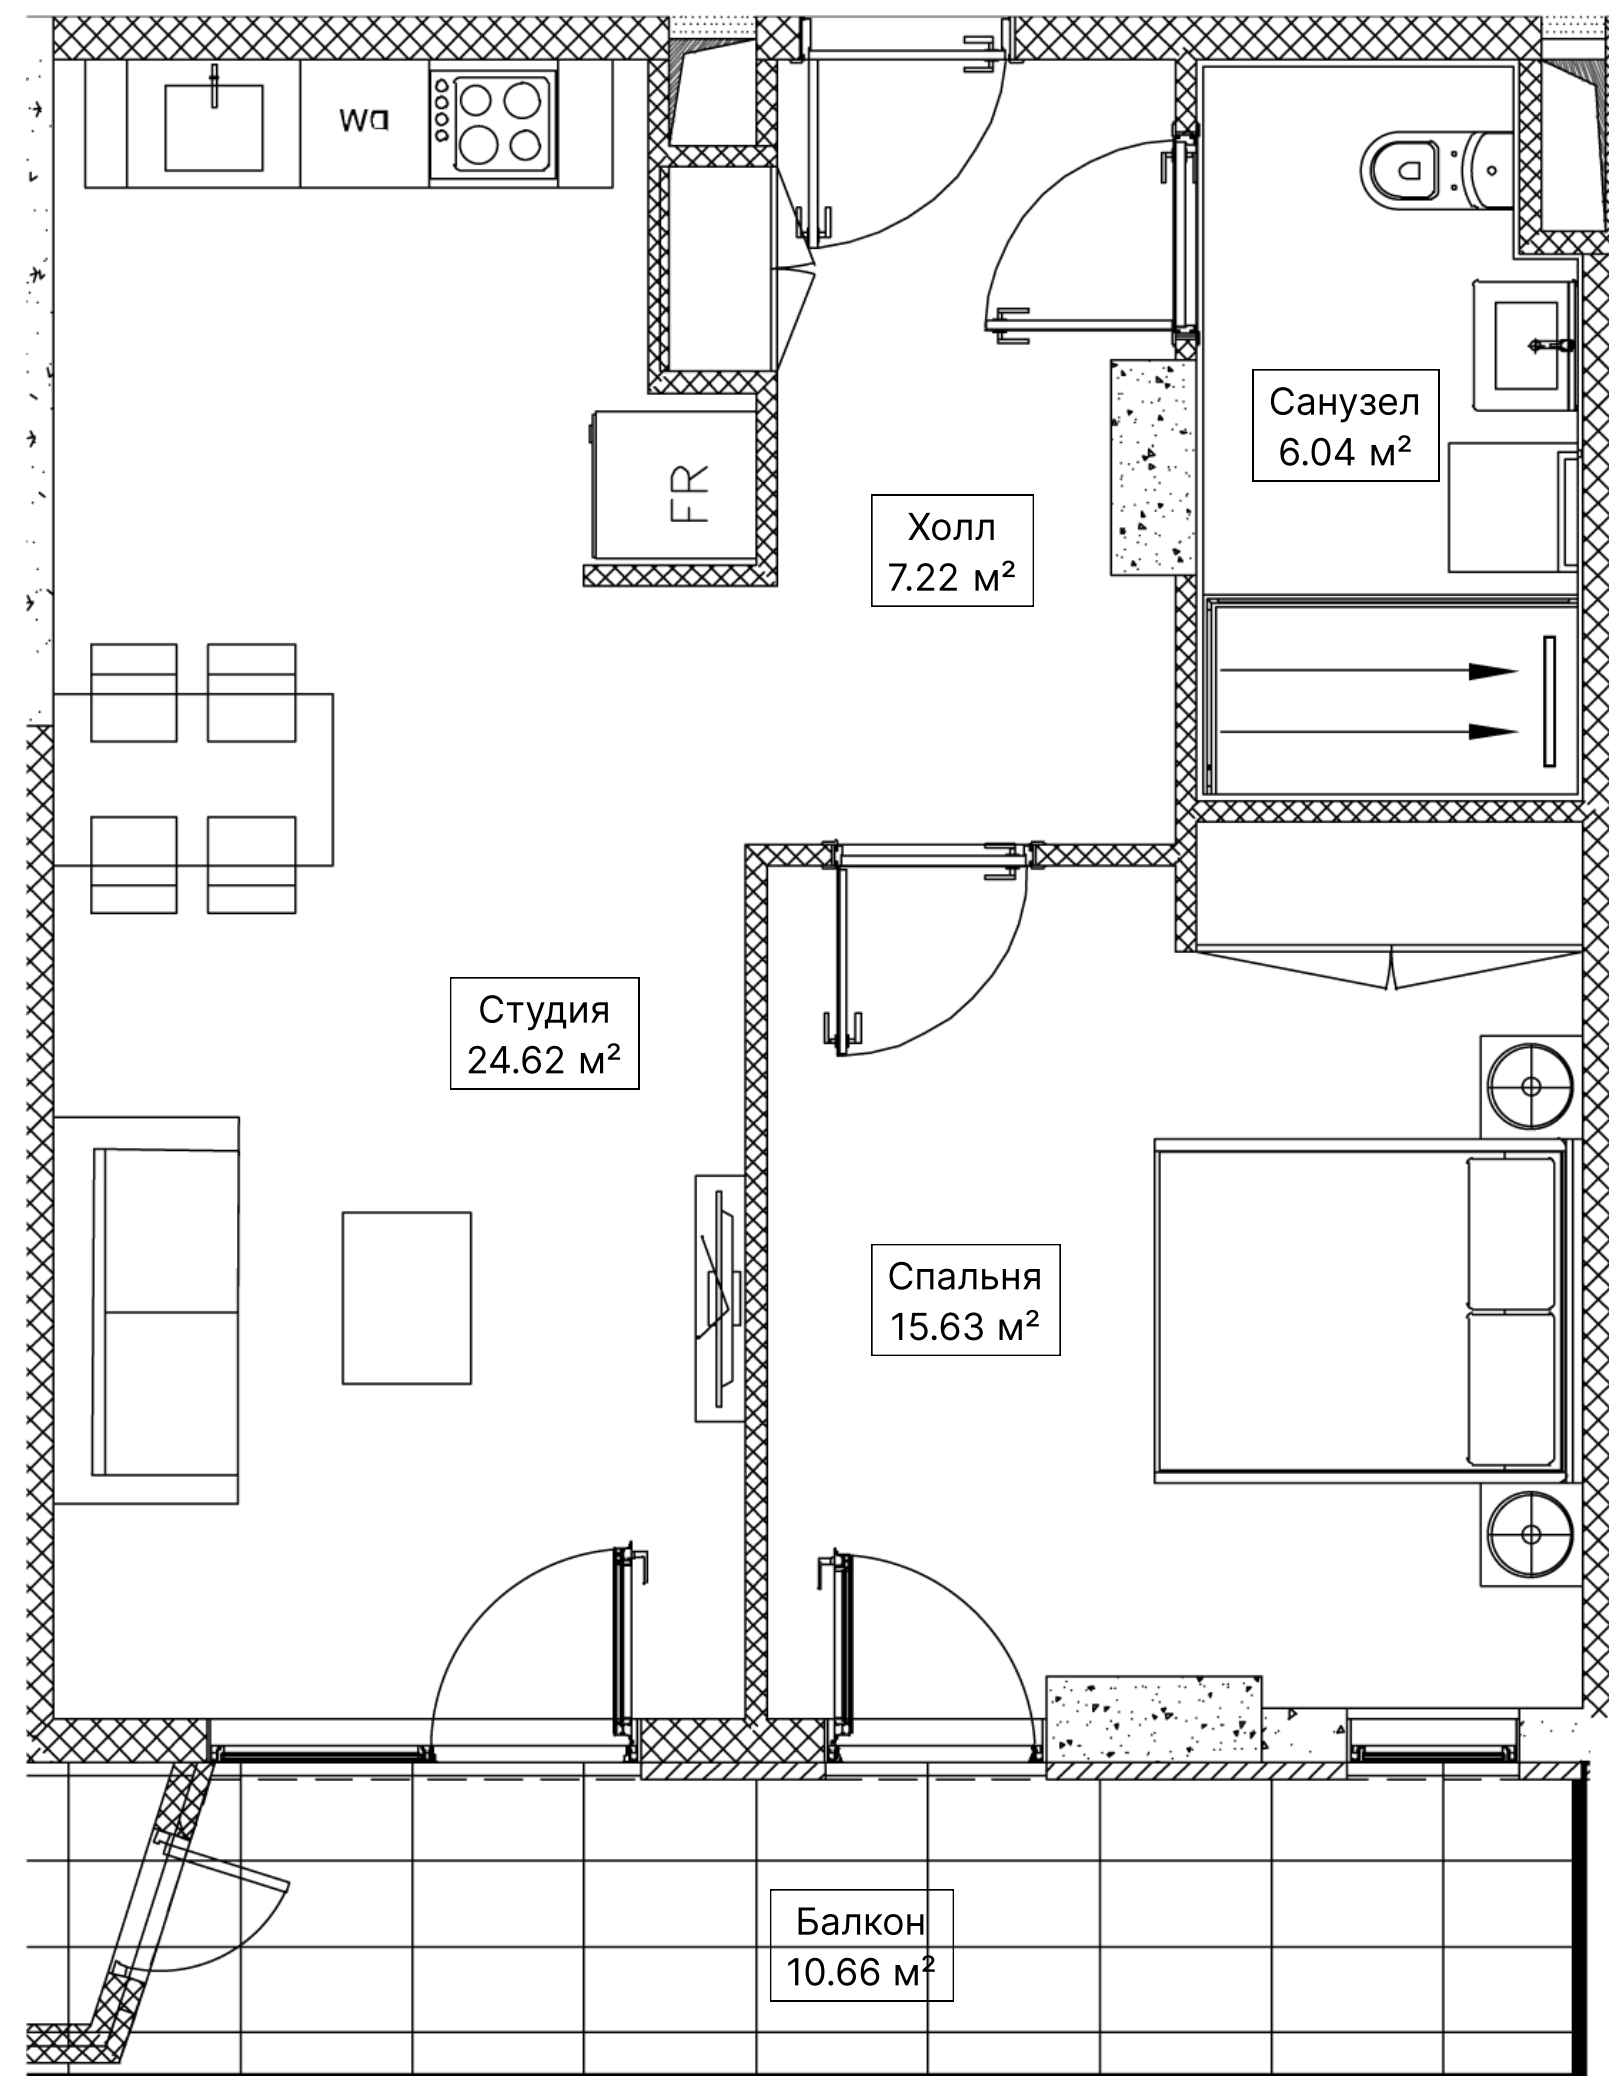 wa
FR
Санузел
6.04 м²
Холл
7.22 м²
Студия
24.62 м²
Спальня
15.63 м²
Балкон
10.66 м²